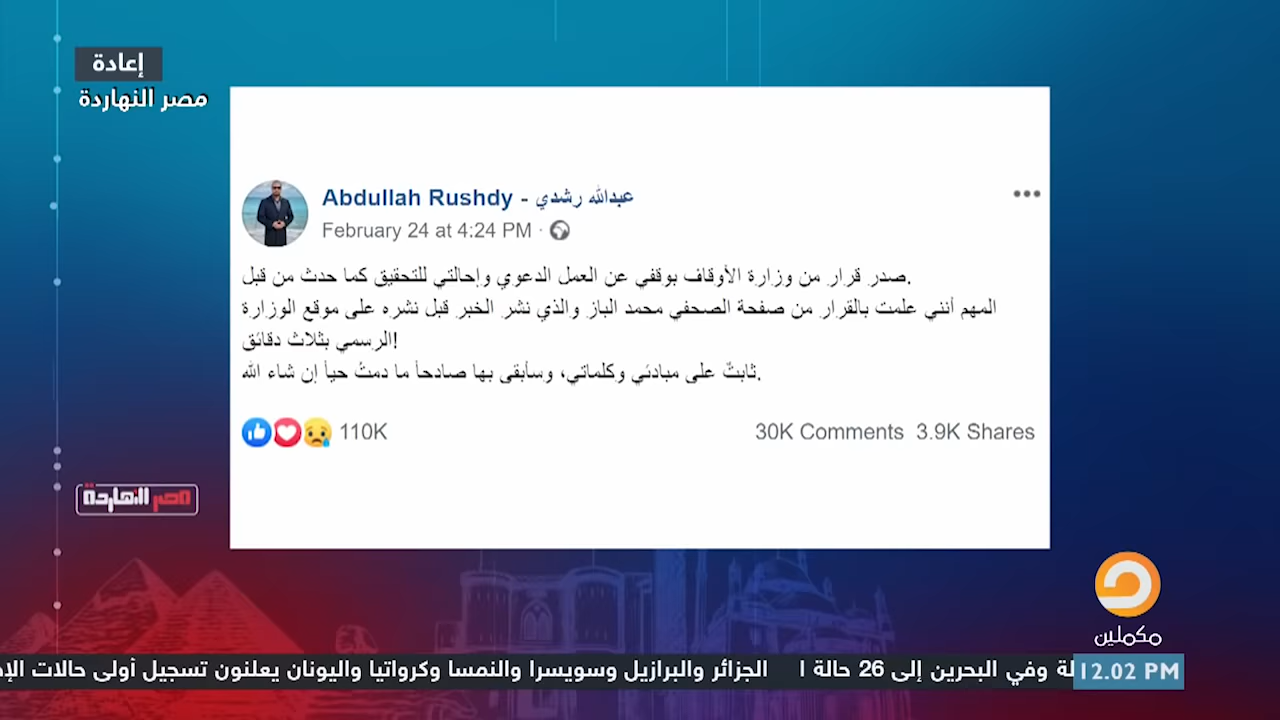 إعادة
مصر النهاردة
Abdullah Rushdy - عبدالله رشدي
February 24 at 4:24 PM ·
صدر قرار من وزارة الأوقاف بوقفي عن العمل الدعوي وإحالتي للتحقيق كما حدث من قبل.
المهم أنني علمت بالقرار من صفحة الصحفي محمد الباز والذي نشر الخبر قبل نشره على موقع الوزارة
الرسمي بثلاث دقائق!
ثابتٌ على مبادئي وكلماتي، وسأبقى بها صادحاً ما دمتُ حياً إن شاء الله.
110K
30K Comments 3.9K Shares
مصر النهاردة
مكملين
لة وفي البحرين إلى 26 حالة الجزائر والبرازيل وسويسرا والنمسا وكرواتيا واليونان يعلنون تسجيل أولى حالات
12.02 PM